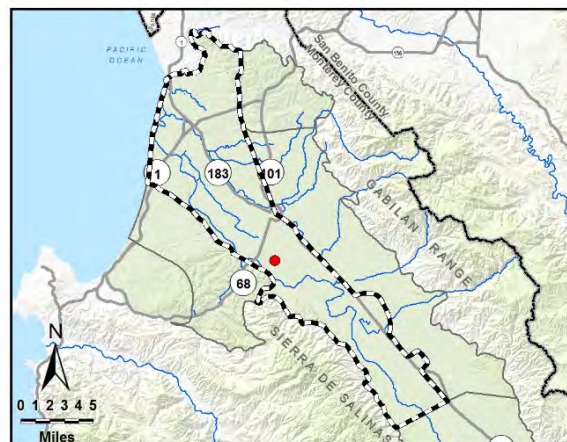 1
PACIFIC
OCEAN
156
San Benito County
Monterey County
1
183
01
GABILAN RANGE
68
SIERRA DE SALINAS
N
0 1 2 3 4 5
Miles